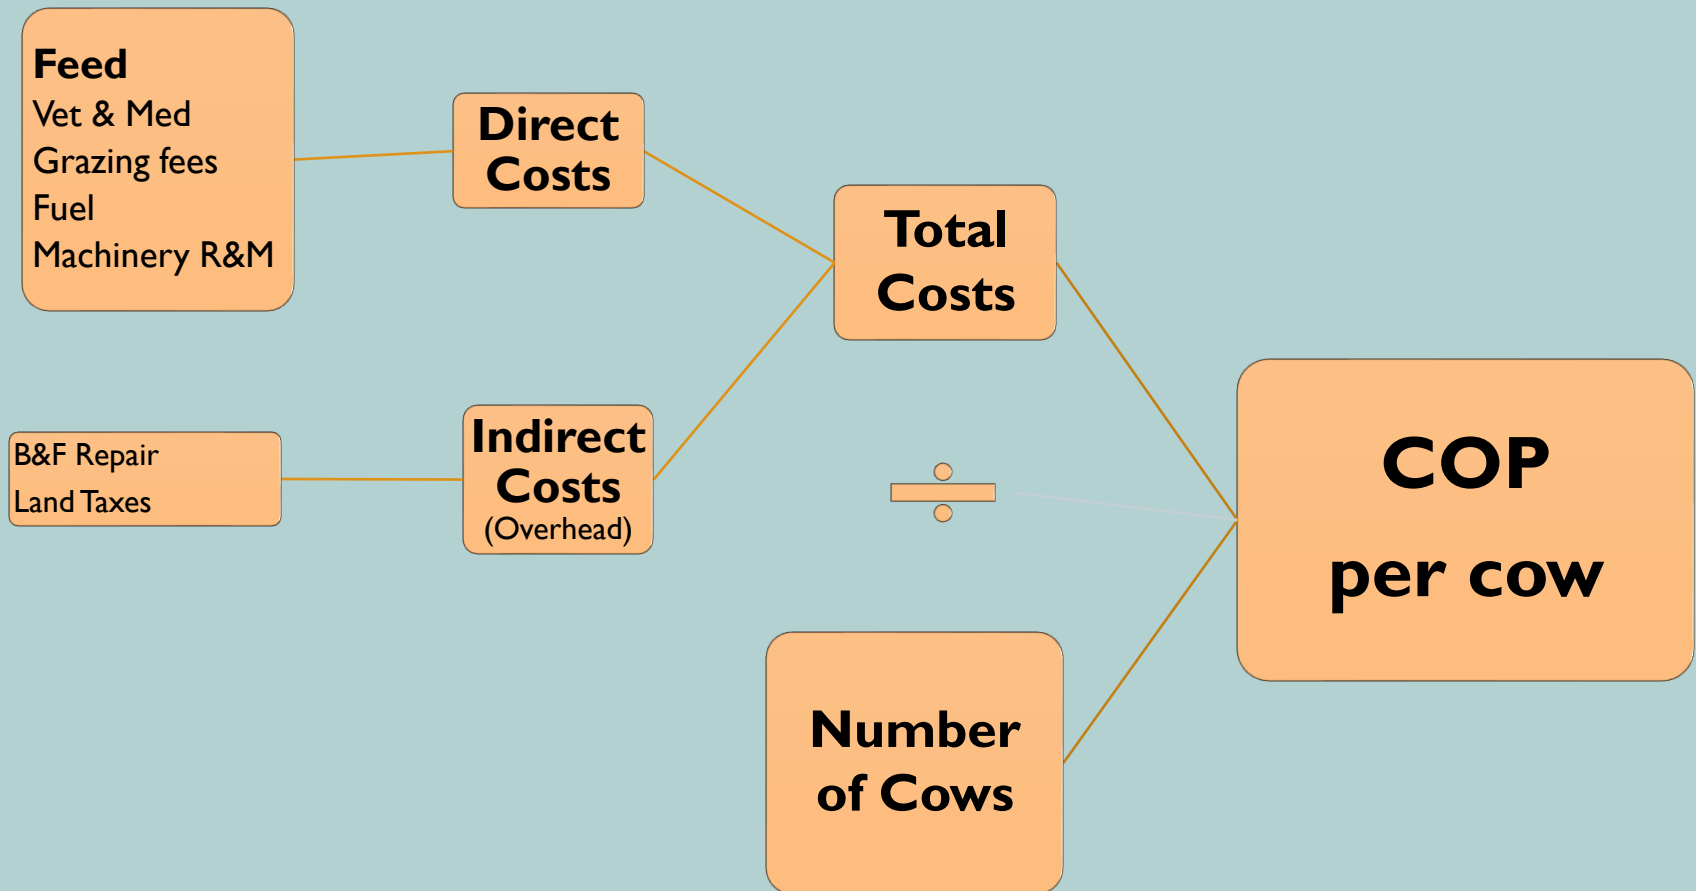 Feed
Vet & Med
Grazing fees
Fuel
Machinery R&M
Direct
Costs
Total
Costs
B&F Repair
Land Taxes
Indirect
Costs
(Overhead)
÷
COP
per cow
Number
of Cows